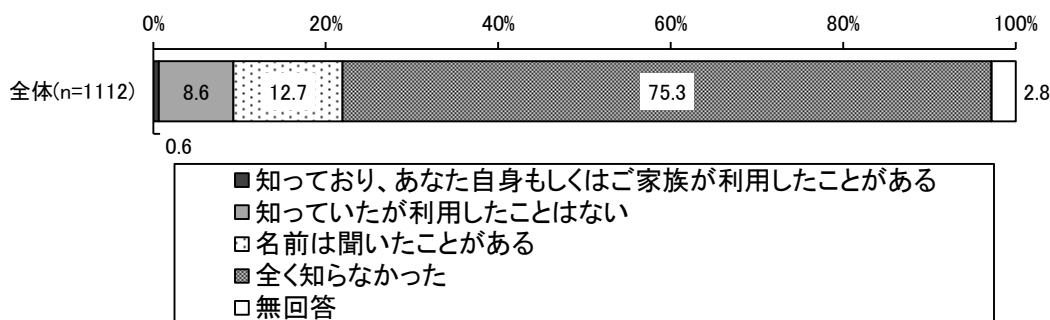 0% 20% 40% 60% 80% 100%
全体(n=1112) 8.6 12.7 75.3 2.8
0.6
知っており、あなた自身もしくはご家族が利用したことがある
知っていたが利用したことはない
名前は聞いたことがある
全く知らなかった
無回答